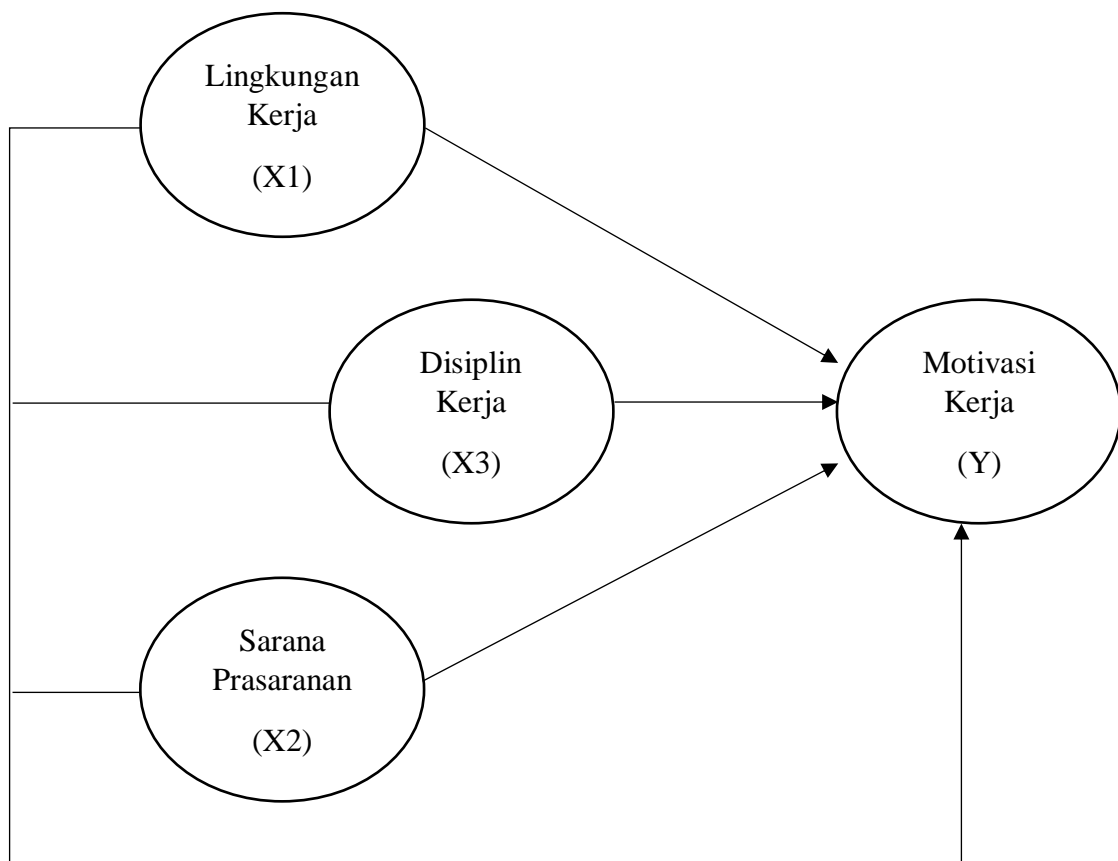 Lingkungan
Kerja
(X1)
Disiplin
Kerja
(X3)
Motivasi
Kerja
(Y)
Sarana
Prasaranan
(X2)